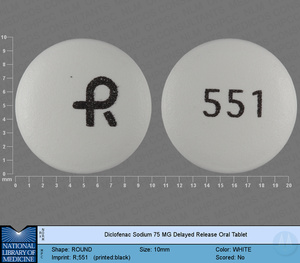 10
9
8
7
6
5
4
3
2
1
0
mm
R
551
0 1 2 3 4 5 6 7 8 9 10 11 12 13 14 15 16 17 18 19 20
NATIONAL
LIBRARY OF
MEDICINE
Diclofenac Sodium 75 MG Delayed Release Oral Tablet
Shape: ROUND Size: 10mm Color: WHITE
Imprint: R;551 (printed:black) Scored: No